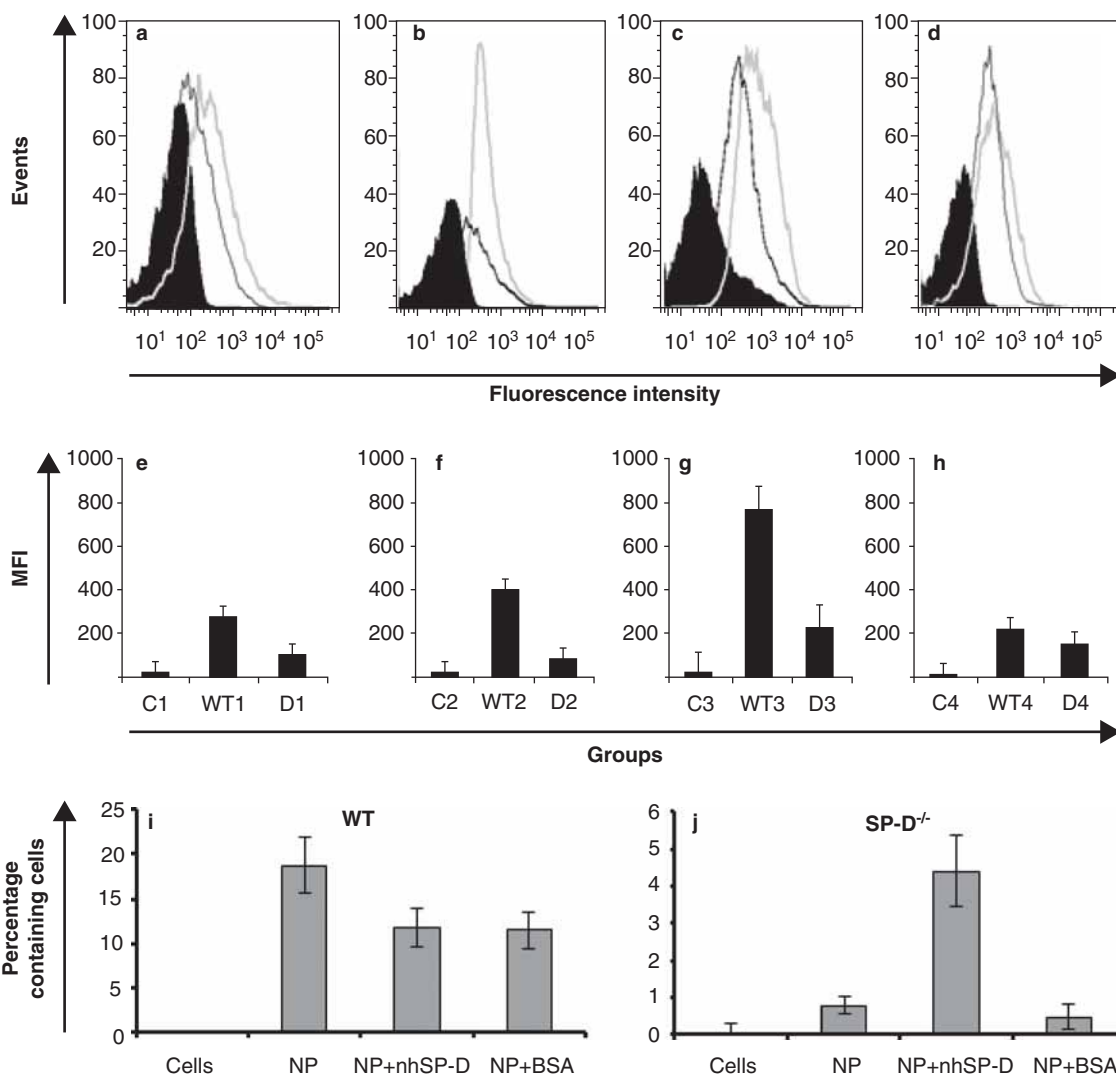 Events
100
80
60
40
20
a
10¹ 10² 10³ 10⁴ 10⁵
100
80
60
40
20
b
10¹ 10² 10³ 10⁴ 10⁵
100
80
60
40
20
c
10¹ 10² 10³ 10⁴ 10⁵
100
80
60
40
20
d
10¹ 10² 10³ 10⁴ 10⁵
Fluorescence intensity
MFI
1000
800
600
400
200
e
C1 WT1 D1
1000
800
600
400
200
f
C2 WT2 D2
1000
800
600
400
200
g
C3 WT3 D3
1000
800
600
400
200
h
C4 WT4 D4
Groups
Percentage
containing cells
25
20
15
10
5
0
i
WT
Cells NP NP+nhSP-D NP+BSA
6
5
4
3
2
1
0
j
SP-D⁻/⁻
Cells NP NP+nhSP-D NP+BSA